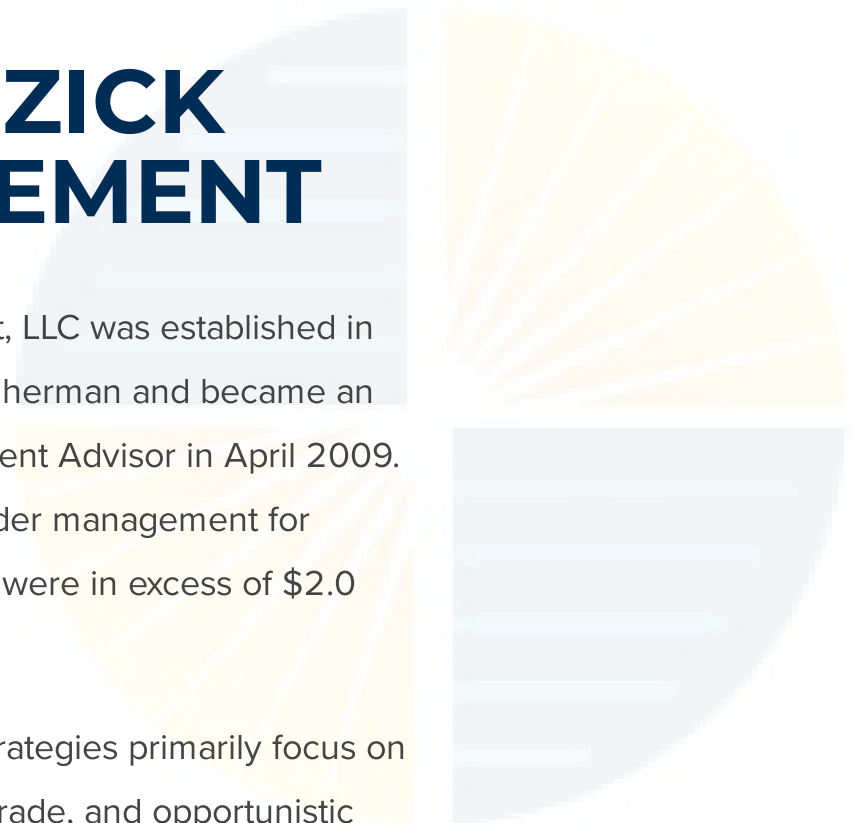 ZICK
EMENT
t, LLC was established in
herman and became an
ent Advisor in April 2009.
der management for
were in excess of $2.0
rategies primarily focus on
rade, and opportunistic